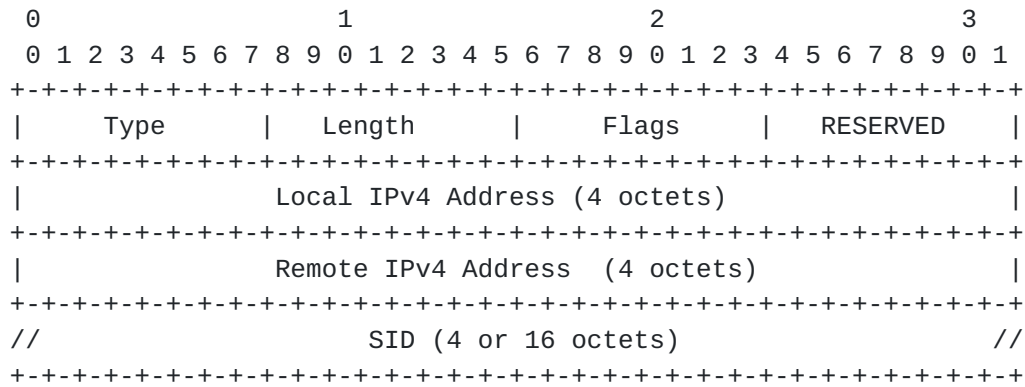 0                   1                   2                   3
 0 1 2 3 4 5 6 7 8 9 0 1 2 3 4 5 6 7 8 9 0 1 2 3 4 5 6 7 8 9 0 1
+-+-+-+-+-+-+-+-+-+-+-+-+-+-+-+-+-+-+-+-+-+-+-+-+-+-+-+-+-+-+-+-+
|     Type      |   Length      |     Flags     |   RESERVED    |
+-+-+-+-+-+-+-+-+-+-+-+-+-+-+-+-+-+-+-+-+-+-+-+-+-+-+-+-+-+-+-+-+
|                Local IPv4 Address (4 octets)                  |
+-+-+-+-+-+-+-+-+-+-+-+-+-+-+-+-+-+-+-+-+-+-+-+-+-+-+-+-+-+-+-+-+
|                Remote IPv4 Address  (4 octets)                |
+-+-+-+-+-+-+-+-+-+-+-+-+-+-+-+-+-+-+-+-+-+-+-+-+-+-+-+-+-+-+-+-+
//                     SID (4 or 16 octets)                    //
+-+-+-+-+-+-+-+-+-+-+-+-+-+-+-+-+-+-+-+-+-+-+-+-+-+-+-+-+-+-+-+-+